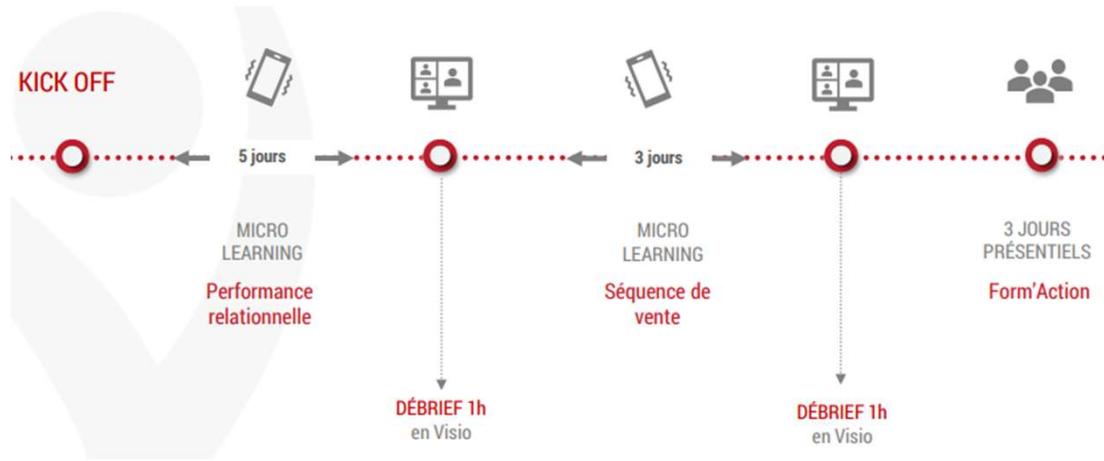 KICK OFF
5 jours
MICRO
LEARNING
Performance
relationnelle
DÉBRIEF 1h
en Visio
3 jours
MICRO
LEARNING
Séquence de
vente
DÉBRIEF 1h
en Visio
3 JOURS
PRÉSENTIELS
Form'Action